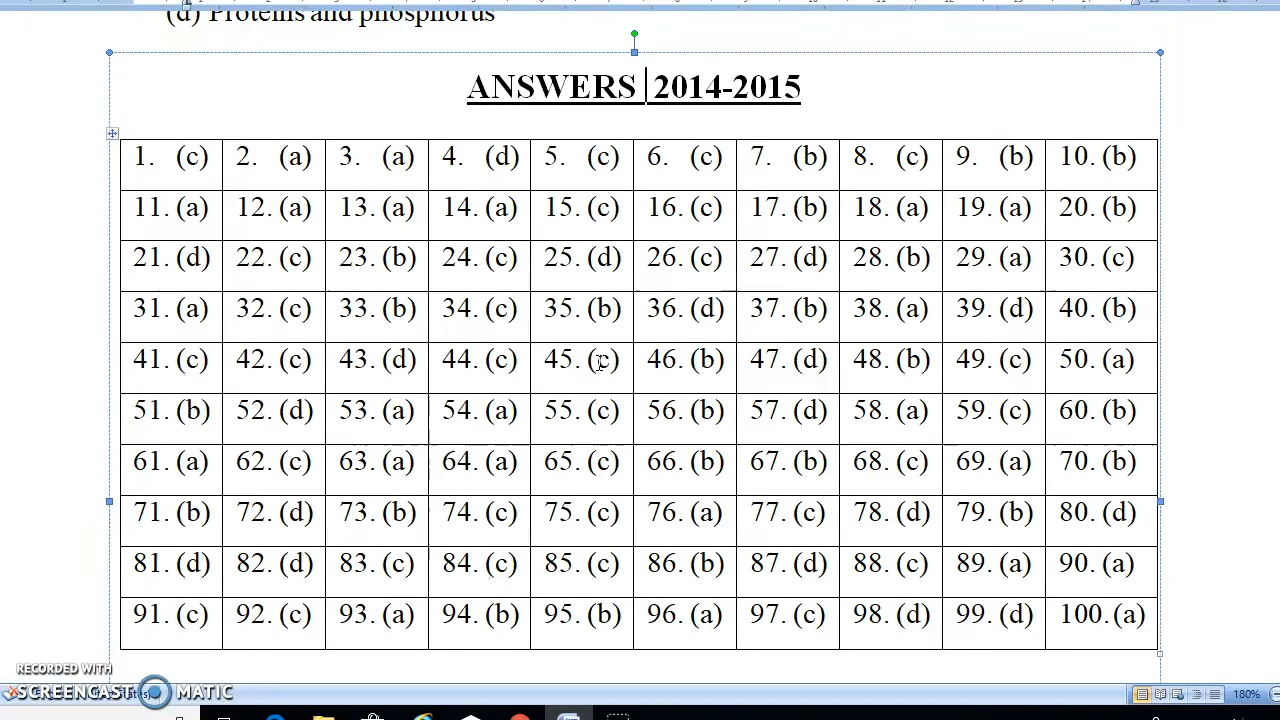 (d) Proteins and phosphorus
ANSWERS 2014-2015
1. (c) 2. (a) 3. (a) 4. (d) 5. (c) 6. (c) 7. (b) 8. (c) 9. (b) 10. (b)
11. (a) 12. (a) 13. (a) 14. (a) 15. (c) 16. (c) 17. (b) 18. (a) 19. (a) 20. (b)
21. (d) 22. (c) 23. (b) 24. (c) 25. (d) 26. (c) 27. (d) 28. (b) 29. (a) 30. (c)
31. (a) 32. (c) 33. (b) 34. (c) 35. (b) 36. (d) 37. (b) 38. (a) 39. (d) 40. (b)
41. (c) 42. (c) 43. (d) 44. (c) 45. (c) 46. (b) 47. (d) 48. (b) 49. (c) 50. (a)
51. (b) 52. (d) 53. (a) 54. (a) 55. (c) 56. (b) 57. (d) 58. (a) 59. (c) 60. (b)
61. (a) 62. (c) 63. (a) 64. (a) 65. (c) 66. (b) 67. (b) 68. (c) 69. (a) 70. (b)
71. (b) 72. (d) 73. (b) 74. (c) 75. (c) 76. (a) 77. (c) 78. (d) 79. (b) 80. (d)
81. (d) 82. (d) 83. (c) 84. (c) 85. (c) 86. (b) 87. (d) 88. (c) 89. (a) 90. (a)
91. (c) 92. (c) 93. (a) 94. (b) 95. (b) 96. (a) 97. (c) 98. (d) 99. (d) 100. (a)
RECORDED WITH
SCREENCAST MATIC
180%